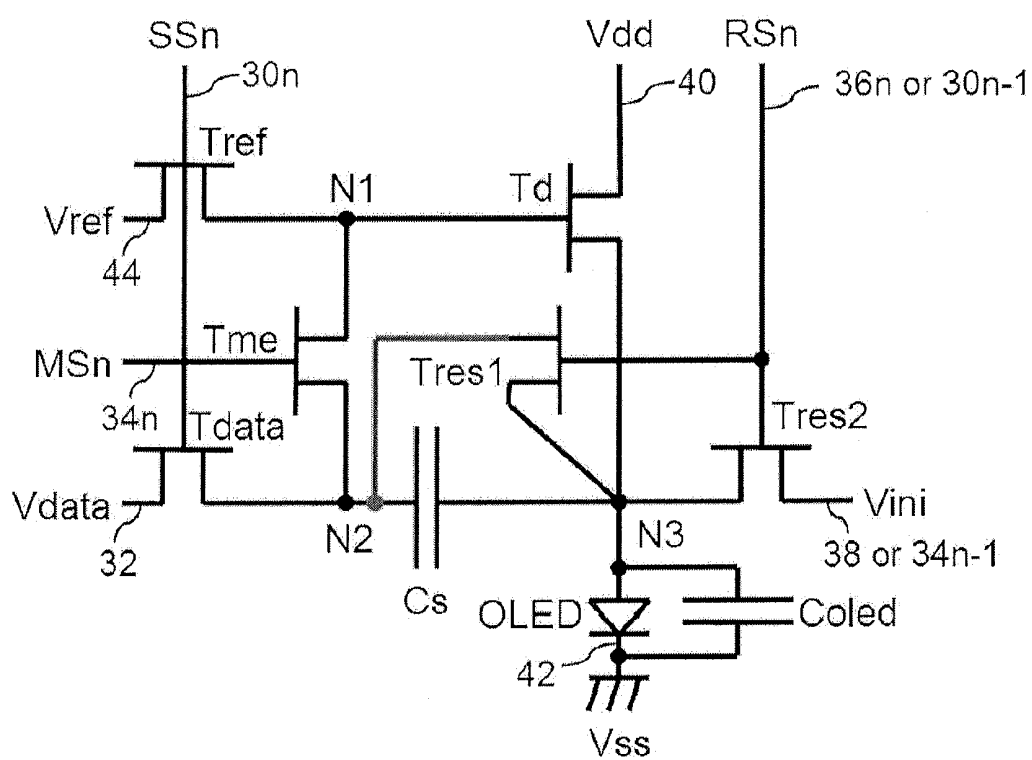 SSn
Vdd
RSn
30n
40
36n or 30n-1
Tref
N1
Td
Vref
44
MSn
Tme
Tres1
34n
Tdata
Tres2
Vdata
N2
N3
Vini
32
38 or 34n-1
Cs
OLED
Coled
42
Vss